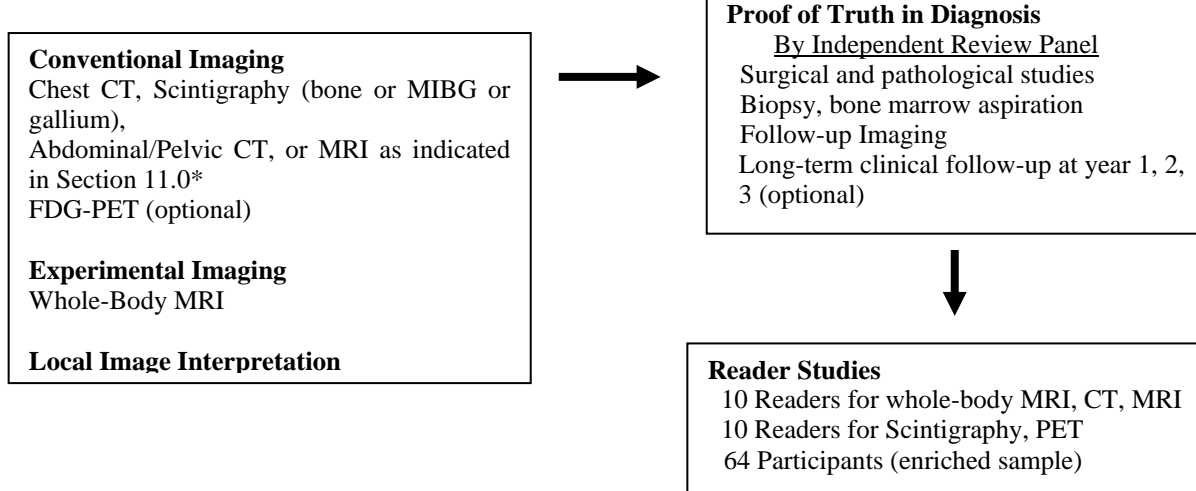 Conventional Imaging
Chest CT, Scintigraphy (bone or MIBG or
gallium),
Abdominal/Pelvic CT, or MRI as indicated
in Section 11.0*
FDG-PET (optional)
Experimental Imaging
Whole-Body MRI
Local Image Interpretation
Proof of Truth in Diagnosis
By Independent Review Panel
Surgical and pathological studies
Biopsy, bone marrow aspiration
Follow-up Imaging
Long-term clinical follow-up at year 1, 2,
3 (optional)
Reader Studies
10 Readers for whole-body MRI, CT, MRI
10 Readers for Scintigraphy, PET
64 Participants (enriched sample)